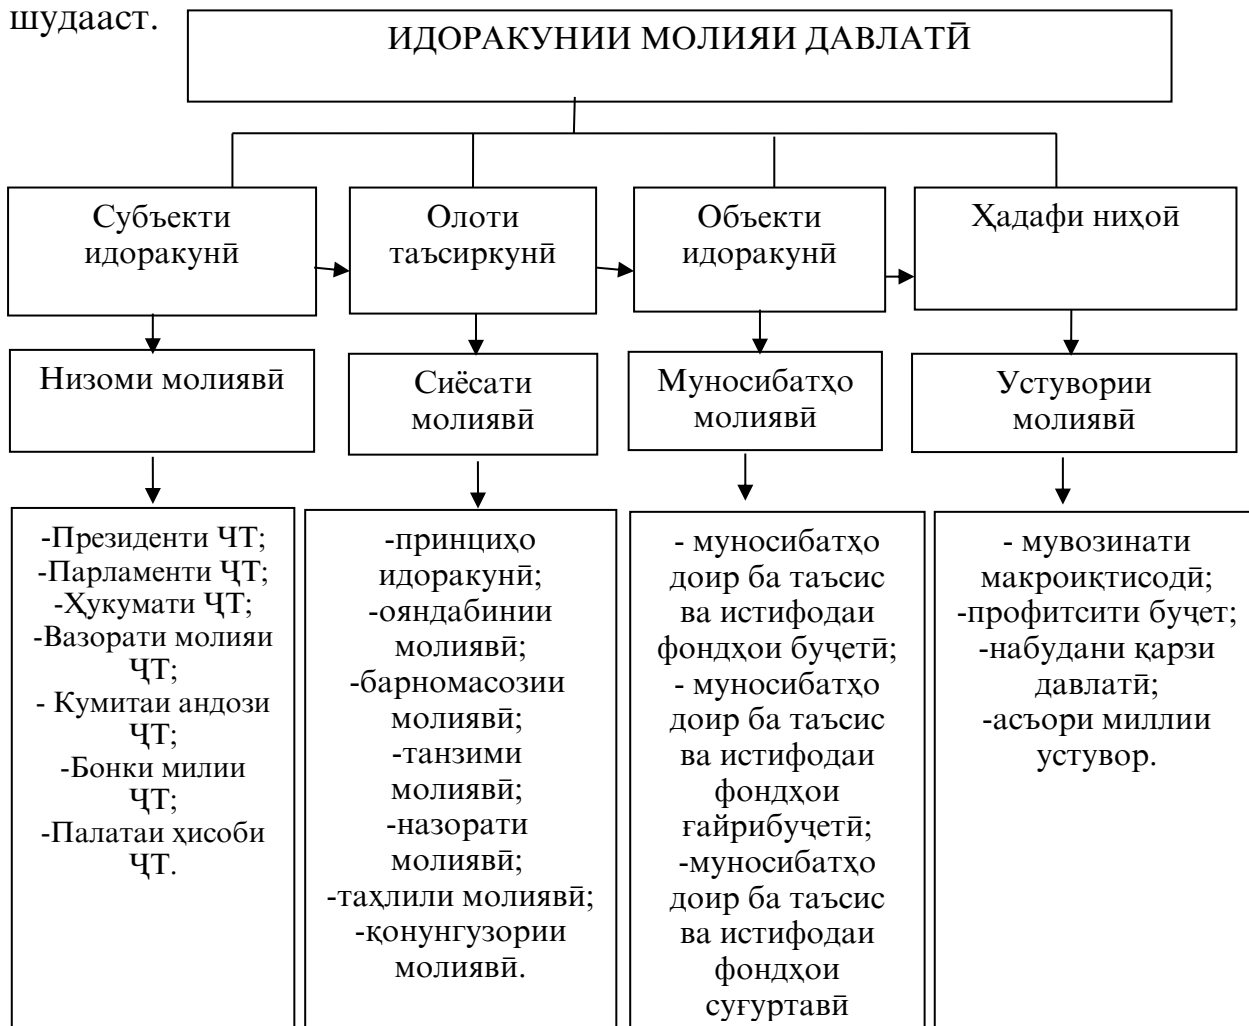 шудааст.
ИДОРАКУНИИ МОЛИЯИ ДАВЛАТӢ
Субъекти
идоракунӣ
Олоти
таъсиркунӣ
Объекти
идоракунӣ
Ҳадафи ниҳоӣ
Низоми молиявӣ
Сиёсати
молиявӣ
Муносибатҳо
молиявӣ
Устувории
молиявӣ
-Президенти ЧТ;
-Парламенти ҶТ;
-Ҳукумати ҶТ;
-Вазорати молияи
ҶТ;
- Кумитаи андози
ҶТ;
-Бонки милии
ҶТ;
-Палатаи ҳисоби
ҶТ.
-принциҳо
идоракунӣ;
-ояндабинии
молиявӣ;
-барномасозии
молиявӣ;
-танзими
молиявӣ;
-назорати
молиявӣ;
-таҳлили молиявӣ;
-қонунгузории
молиявӣ.
- муносибатҳо
доир ба таъсис
ва истифодаи
фондҳои буҷетӣ;
- муносибатҳо
доир ба таъсис
ва истифодаи
фондҳои
ғайрибуҷетӣ;
-муносибатҳо
доир ба таъсис
ва истифодаи
фондҳои
суғуртавӣ
- мувозинати
макроиқтисодӣ;
-профитсити буҷет;
-набудани қарзи
давлатӣ;
-асъори миллии
устувор.